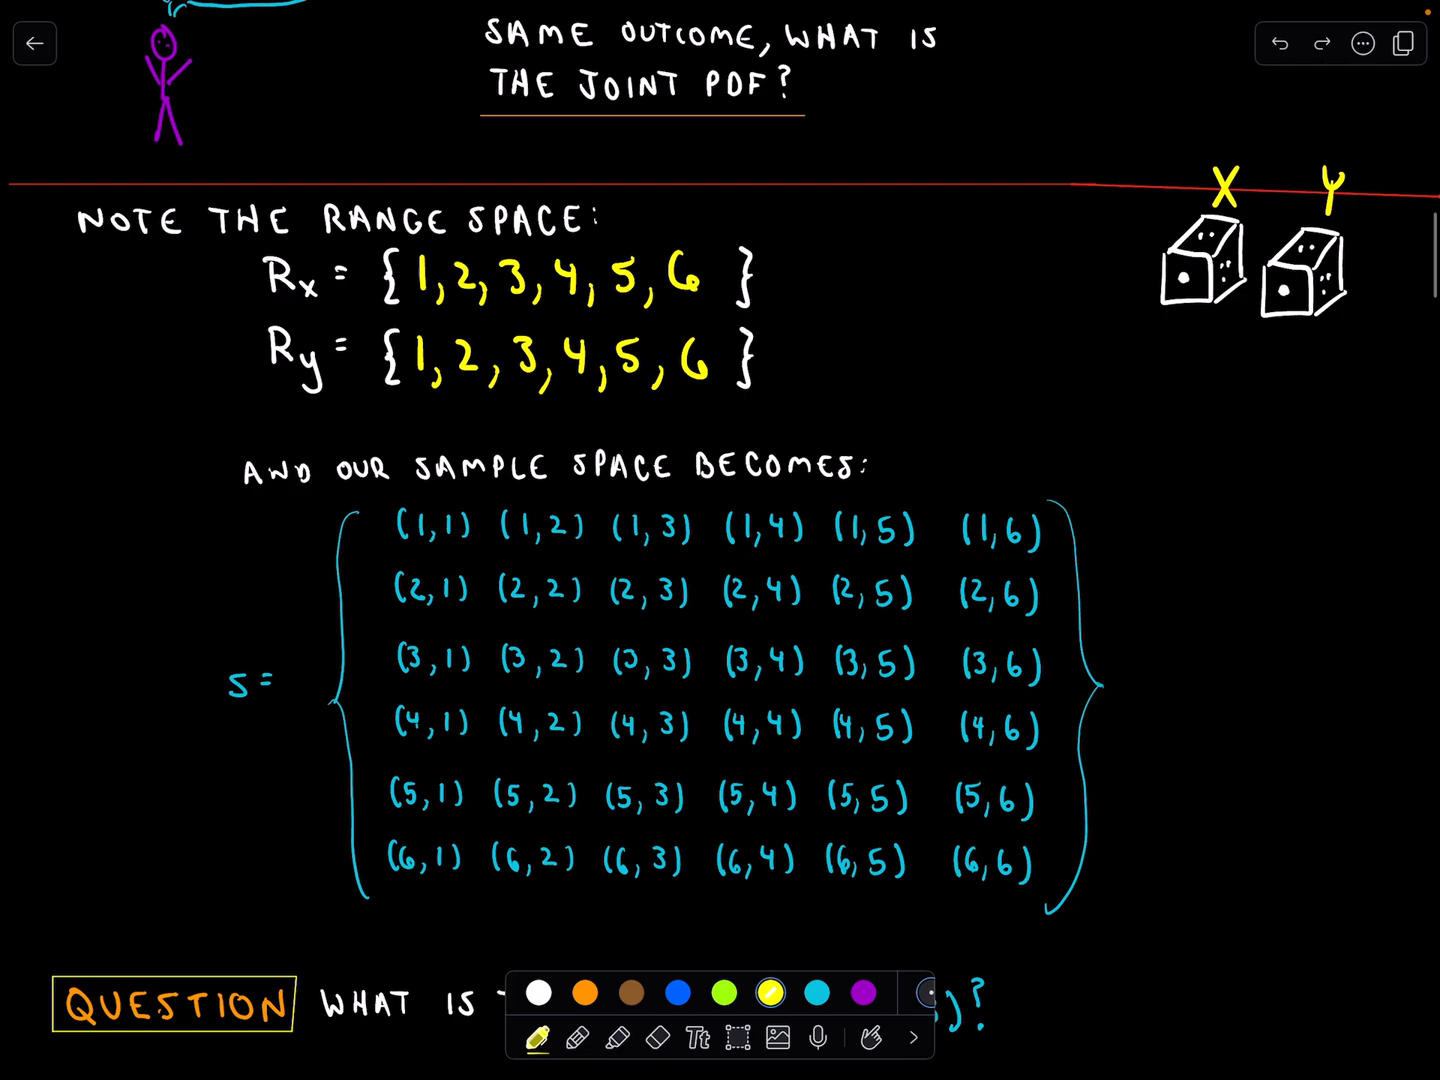 SAME OUTCOME, WHAT IS
THE JOINT PDF?
X Y
NOTE THE RANGE SPACE:
Rx = { 1, 2, 3, 4, 5, 6 }
Ry = { 1, 2, 3, 4, 5, 6 }
AND OUR SAMPLE SPACE BECOMES:
(1,1) (1,2) (1,3) (1,4) (1,5) (1,6)
(2,1) (2,2) (2,3) (2,4) (2,5) (2,6)
(3,1) (3,2) (3,3) (3,4) (3,5) (3,6)
S =
(4,1) (4,2) (4,3) (4,4) (4,5) (4,6)
(5,1) (5,2) (5,3) (5,4) (5,5) (5,6)
(6,1) (6,2) (6,3) (6,4) (6,5) (6,6)
QUESTION WHAT IS )?
Tt